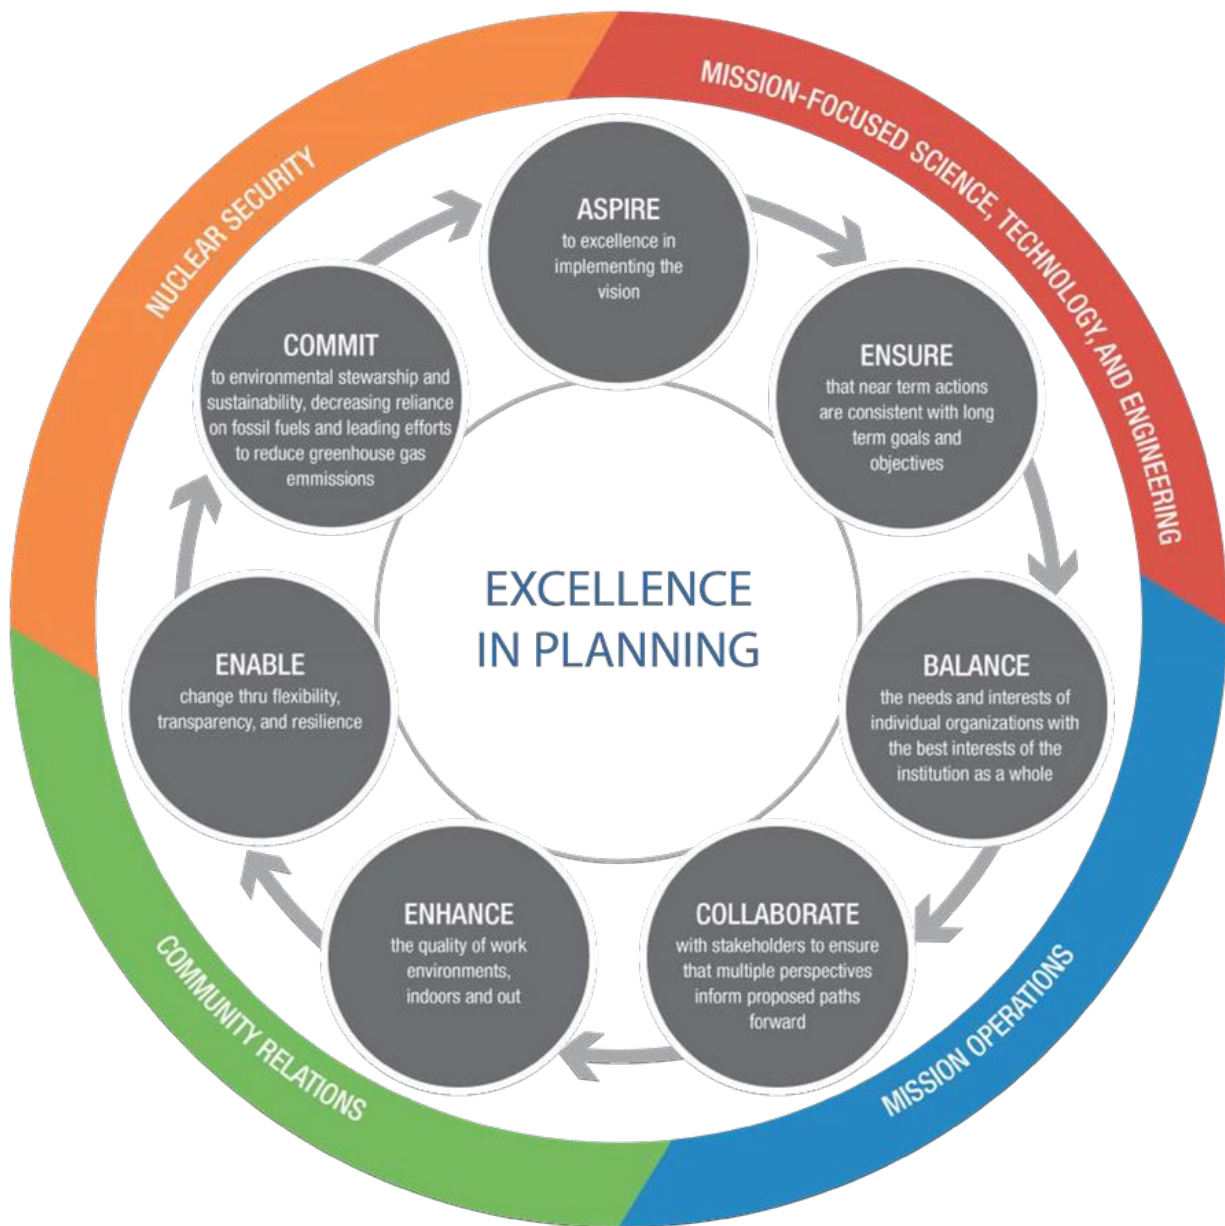 MISSION-FOCUSED SCIENCE, TECHNOLOGY, AND ENGINEERING
NUCLEAR SECURITY
ASPIRE
to excellence in
implementing the
vision
ENSURE
that near term actions
are consistent with long
term goals and
objectives
BALANCE
the needs and interests of
individual organizations with
the best interests of the
institution as a whole
COLLABORATE
with stakeholders to ensure
that multiple perspectives
inform proposed paths
forward
ENHANCE
the quality of work
environments,
indoors and out
ENABLE
change thru flexibility,
transparency, and resilience
COMMIT
to environmental stewarship and
sustainability, decreasing reliance
on fossil fuels and leading efforts
to reduce greenhouse gas
emmissions
EXCELLENCE
IN PLANNING
MISSION OPERATIONS
COMMUNITY RELATIONS